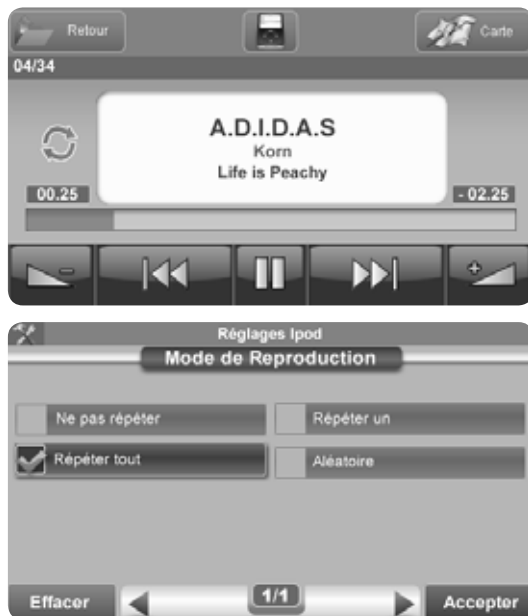 Retour
Carte
04/34
A.D.I.D.A.S
Korn
Life is Peachy
00.25
- 02.25
Réglages Ipod
Mode de Reproduction
Ne pas répéter
Répéter un
Répéter tout
Aléatoire
Effacer
1/1
Accepter